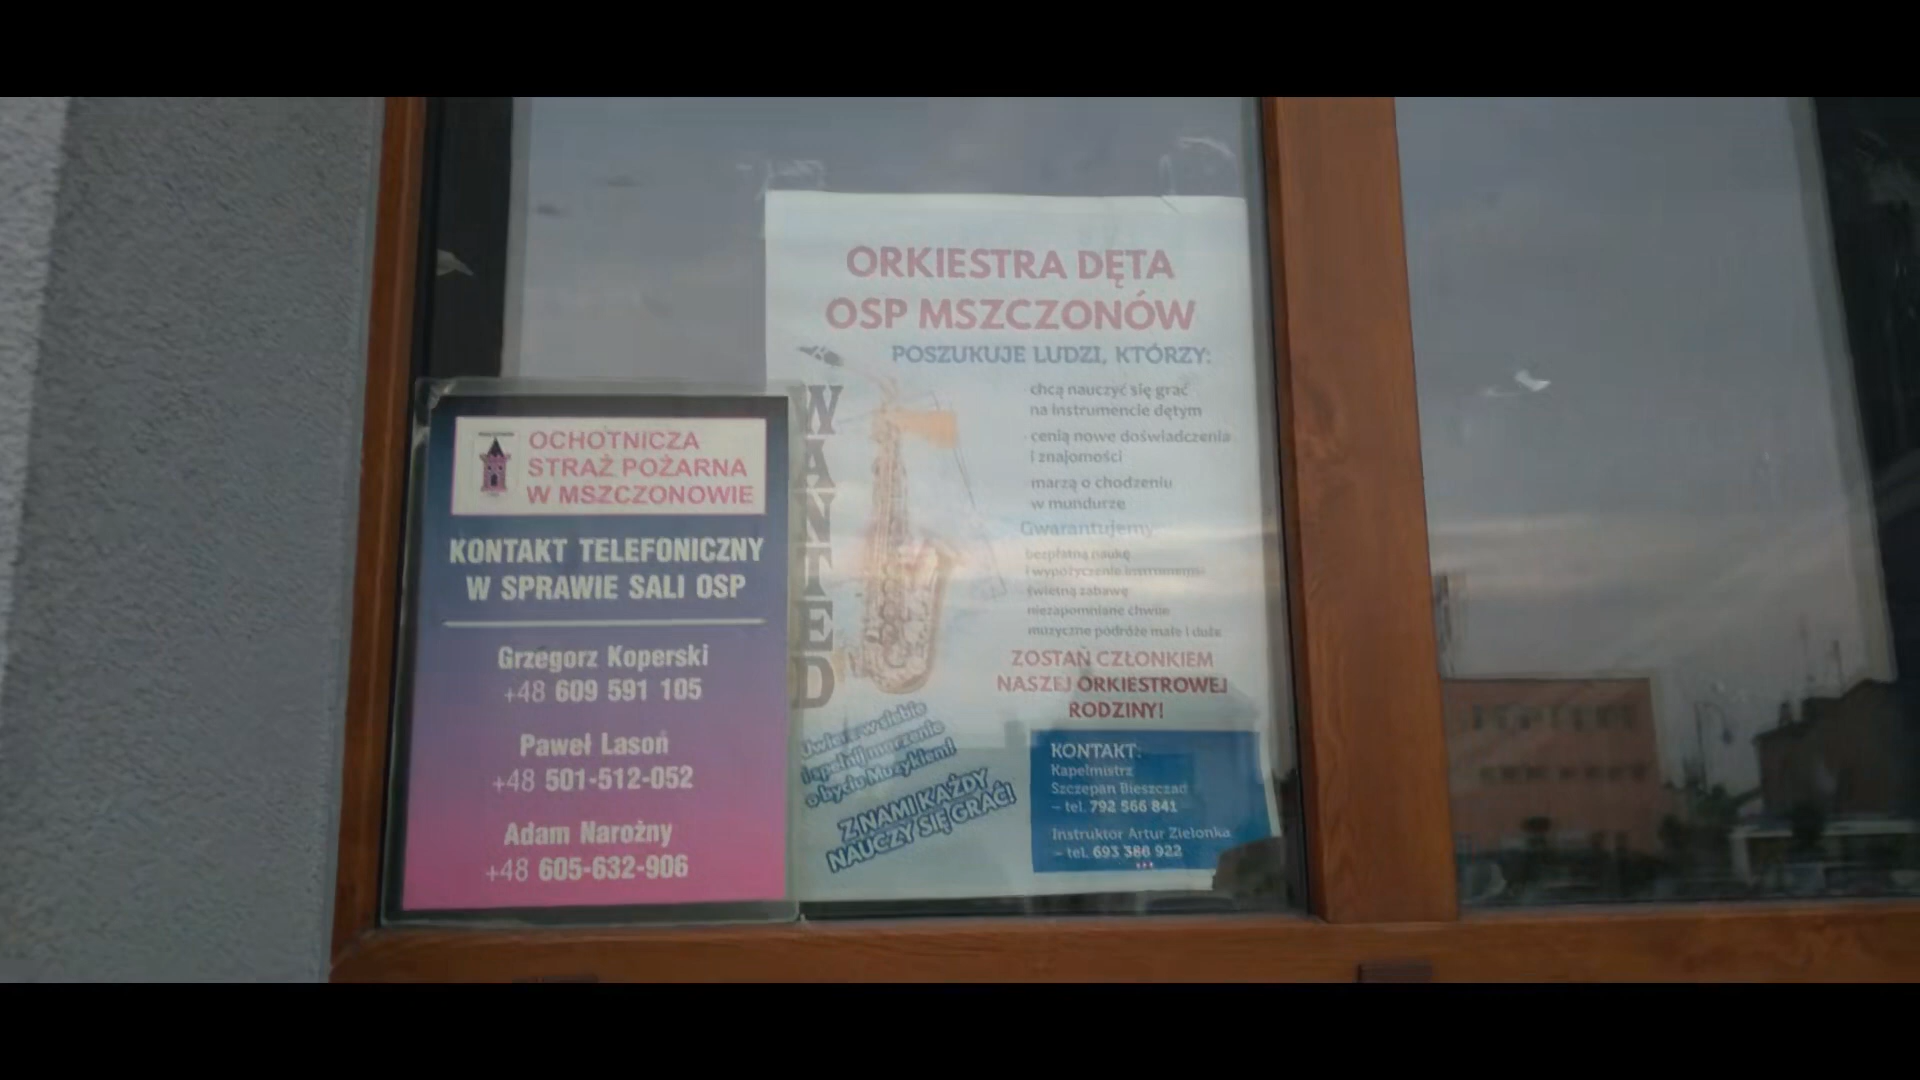 OCHOTNICZA
STRAŻ POŻARNA
W MSZCZONOWIE
KONTAKT TELEFONICZNY
W SPRAWIE SALI OSP
Grzegorz Koperski
+48 609 591 105
Paweł Lasoń
+48 501-512-052
Adam Narożny
+48 605-632-906
ORKIESTRA DĘTA
OSP MSZCZONÓW
POSZUKUJE LUDZI, KTÓRZY:
WANTED
chcą nauczyć się grać
na instrumencie dętym
cenią nowe doświadczenia
i znajomości
marzą o chodzeniu
w mundurze
Gwarantujemy
bezpłatną naukę
i wypożyczenie instrumentu
świetną zabawę
niezapomniane chwile
muzyczne podróże małe i duże
ZOSTAŃ CZŁONKIEM
NASZEJ ORKIESTROWEJ
RODZINY!
w siebie
i spełnij marzenie
o byciu Muzykiem!
Z NAMI KAŻDY
NAUCZY SIĘ GRAĆ!
KONTAKT:
Kapelmistrz
Szczepan Bieszczad
– tel. 792 566 841
Instruktor Artur Zielonka
– tel. 693 386 922